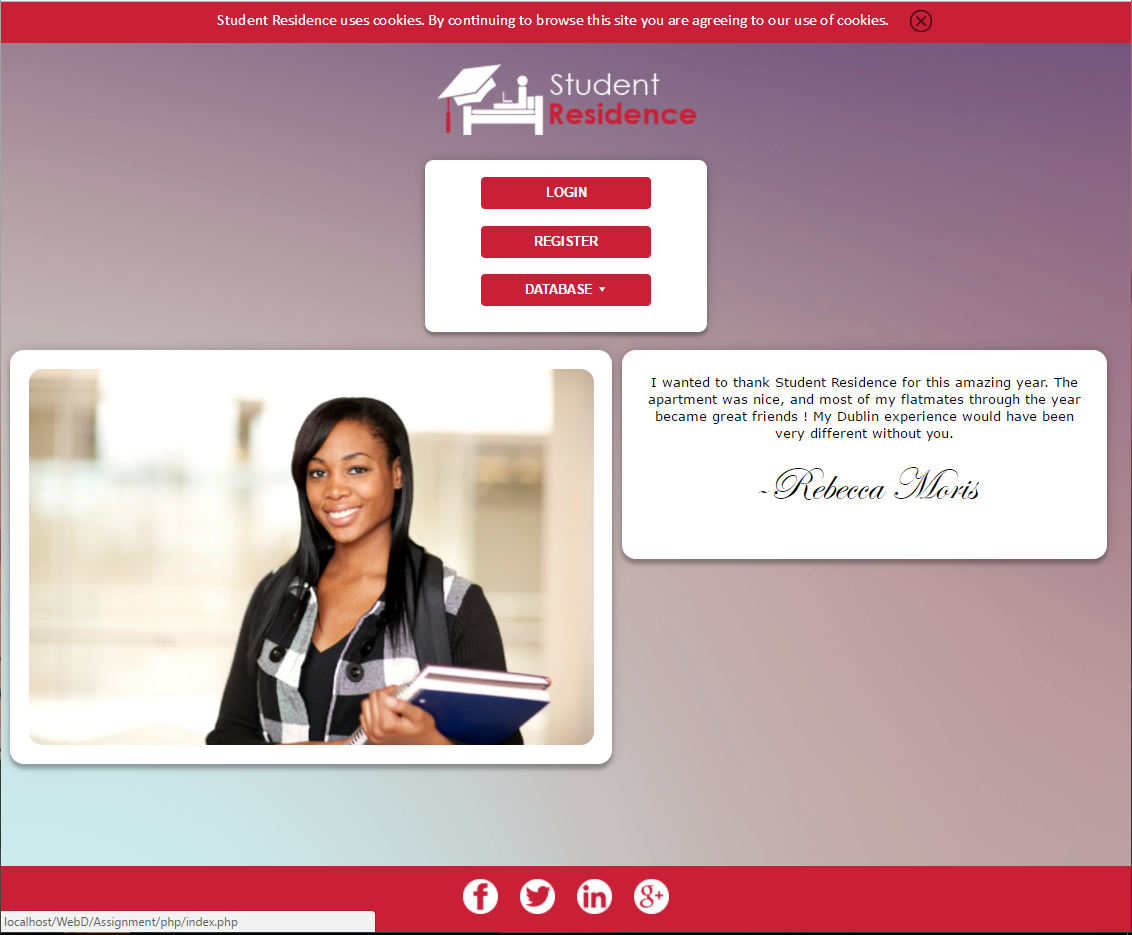 Student Residence uses cookies. By continuing to browse this site you are agreeing to our use of cookies.
Student
Residence
LOGIN
REGISTER
DATABASE
I wanted to thank Student Residence for this amazing year. The
apartment was nice, and most of my flatmates through the year
became great friends ! My Dublin experience would have been
very different without you.
~Rebecca Moris
f
in
g+
localhost/WebD/Assignment/php/index.php